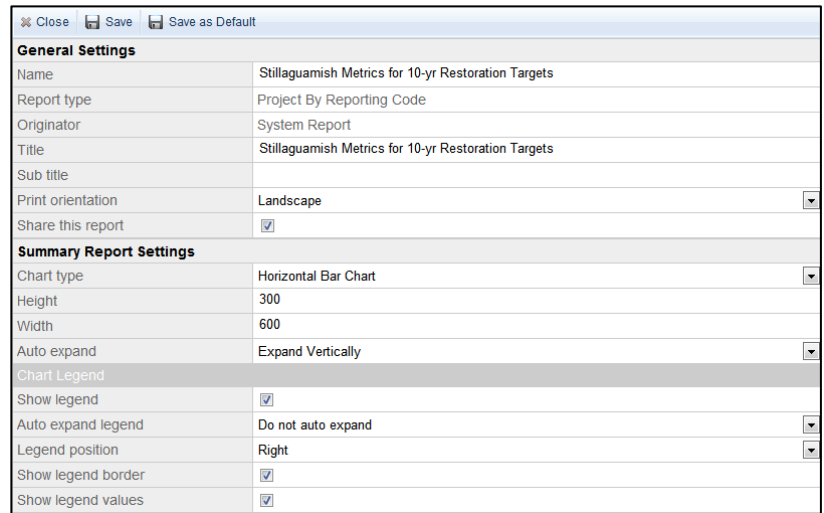 Close Save Save as Default
General Settings
Name Stillaguamish Metrics for 10-yr Restoration Targets
Report type Project By Reporting Code
Originator System Report
Title Stillaguamish Metrics for 10-yr Restoration Targets
Sub title
Print orientation Landscape
Share this report
Summary Report Settings
Chart type Horizontal Bar Chart
Height 300
Width 600
Auto expand Expand Vertically
Chart Legend
Show legend
Auto expand legend Do not auto expand
Legend position Right
Show legend border
Show legend values